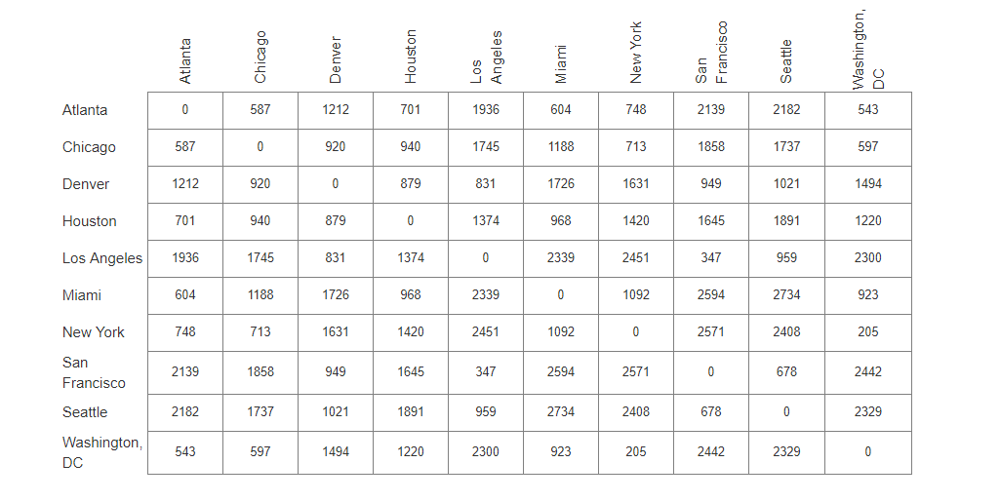 Atlanta Chicago Denver Houston Los Angeles Miami New York San Francisco Seattle Washington, DC
Atlanta 0 587 1212 701 1936 604 748 2139 2182 543
Chicago 587 0 920 940 1745 1188 713 1858 1737 597
Denver 1212 920 0 879 831 1726 1631 949 1021 1494
Houston 701 940 879 0 1374 968 1420 1645 1891 1220
Los Angeles 1936 1745 831 1374 0 2339 2451 347 959 2300
Miami 604 1188 1726 968 2339 0 1092 2594 2734 923
New York 748 713 1631 1420 2451 1092 0 2571 2408 205
San Francisco 2139 1858 949 1645 347 2594 2571 0 678 2442
Seattle 2182 1737 1021 1891 959 2734 2408 678 0 2329
Washington, DC 543 597 1494 1220 2300 923 205 2442 2329 0